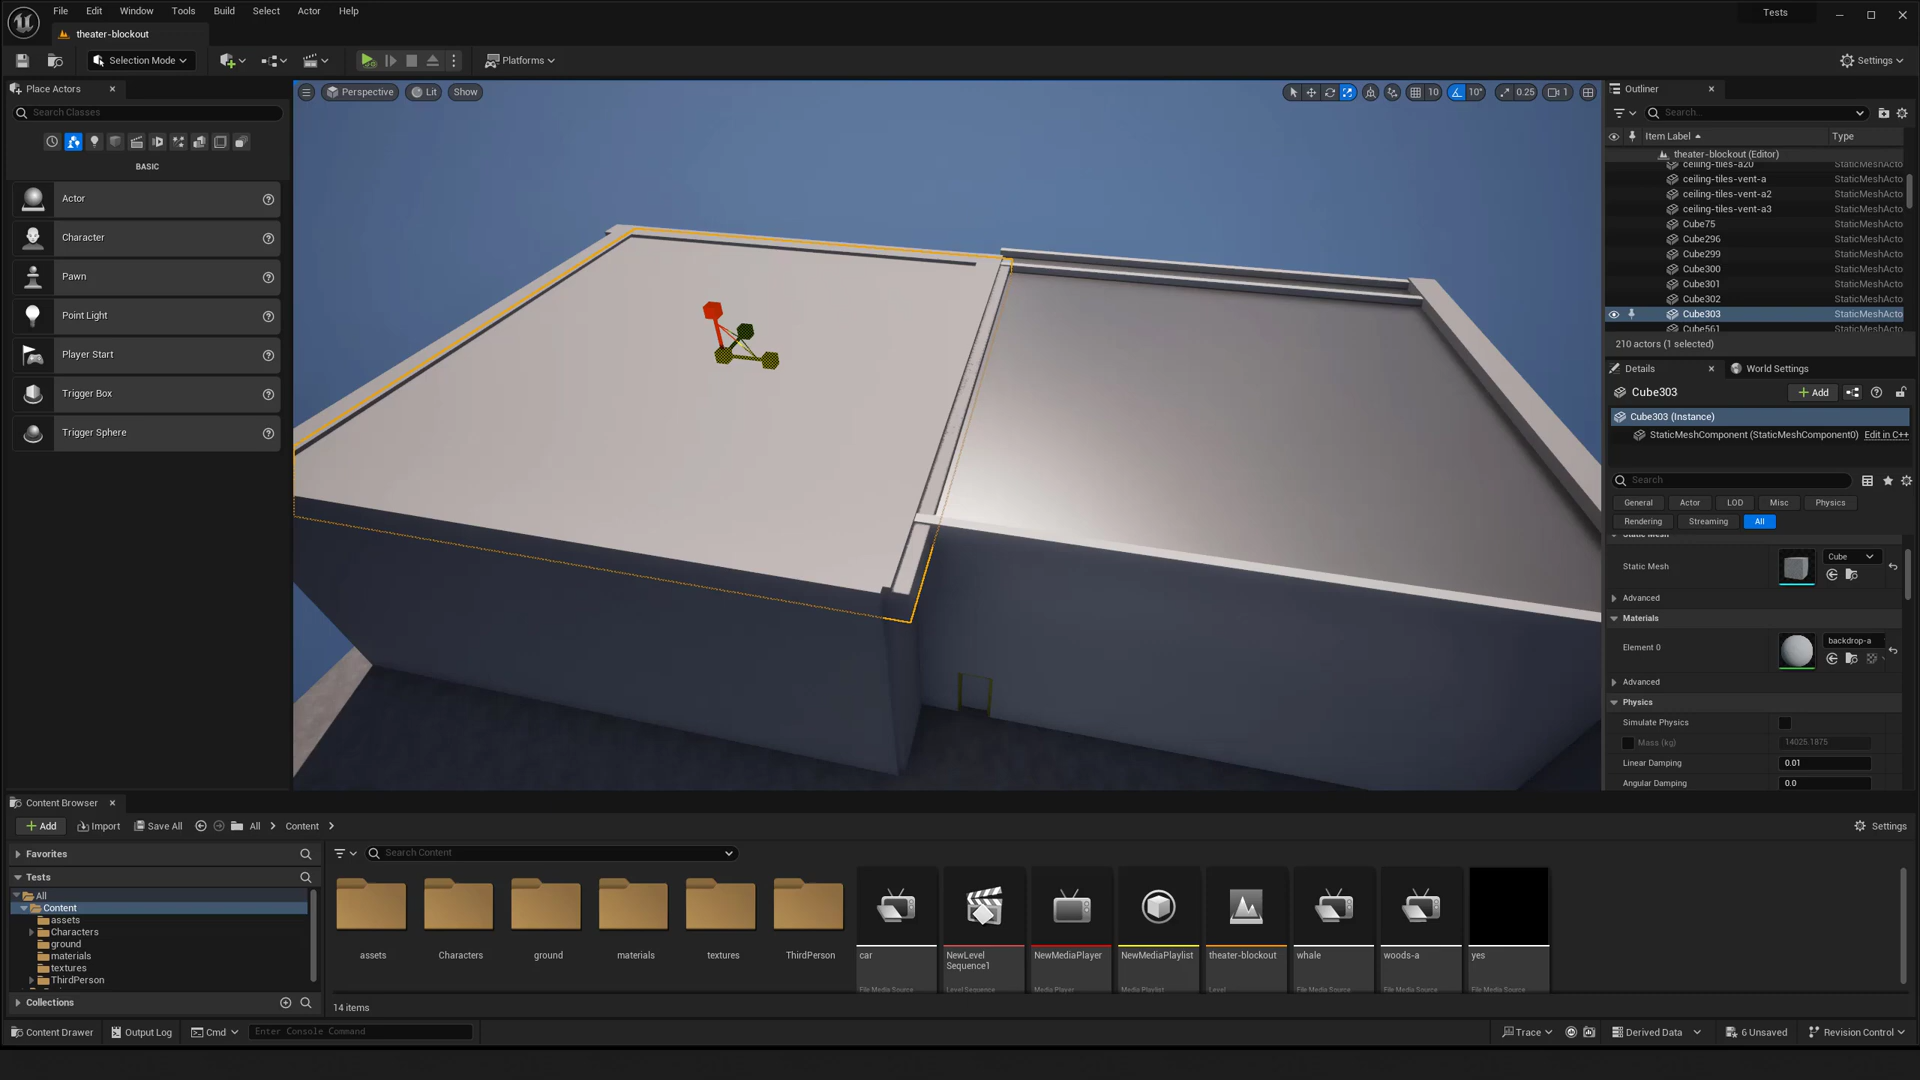 File Edit Window Tools Build Select Actor Help
Tests
theater-blockout
Selection Mode
Platforms
Settings
Place Actors
Search Classes
BASIC
Actor
Character
Pawn
Point Light
Player Start
Trigger Box
Trigger Sphere
Perspective Lit Show
10 10° 0.25 1
Outliner
Search...
Item Label Type
theater-blockout (Editor)
ceiling-tiles-a20 StaticMeshActo
ceiling-tiles-vent-a StaticMeshActo
ceiling-tiles-vent-a2 StaticMeshActo
ceiling-tiles-vent-a3 StaticMeshActo
Cube75 StaticMeshActo
Cube296 StaticMeshActo
Cube299 StaticMeshActo
Cube300 StaticMeshActo
Cube301 StaticMeshActo
Cube302 StaticMeshActo
Cube303 StaticMeshActo
Cube561 StaticMeshActo
210 actors (1 selected)
Details World Settings
Cube303
Add
Cube303 (Instance)
StaticMeshComponent (StaticMeshComponent0) Edit in C++
Search
General Actor LOD Misc Physics
Rendering Streaming All
Static Mesh
Static Mesh Cube
Advanced
Materials
Element 0 backdrop-a
Advanced
Physics
Simulate Physics
Mass (kg) 14025.1875
Linear Damping 0.01
Angular Damping 0.0
Content Browser
Add Import Save All All Content
Settings
Favorites
Search Content
Tests
All
Content
assets
Characters
ground
materials
textures
ThirdPerson
Collections
assets Characters ground materials textures ThirdPerson
car
File Media Source
NewLevel
Sequence1
Level Sequence
NewMediaPlayer
Media Player
NewMediaPlaylist
Media Playlist
theater-blockout
Level
whale
File Media Source
woods-a
File Media Source
yes
File Media Source
14 items
Content Drawer Output Log Cmd Enter Console Command
Trace Derived Data 6 Unsaved Revision Control